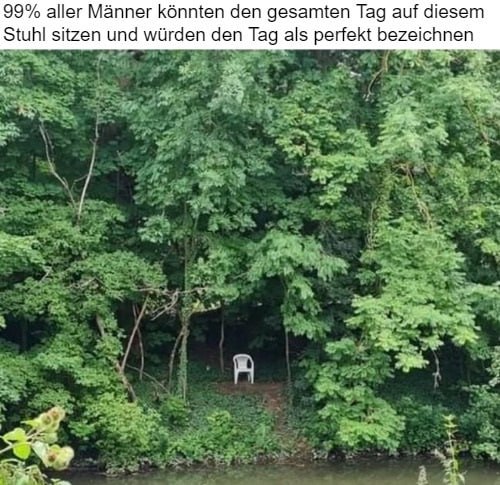 99% aller Männer könnten den gesamten Tag auf diesem
Stuhl sitzen und würden den Tag als perfekt bezeichnen